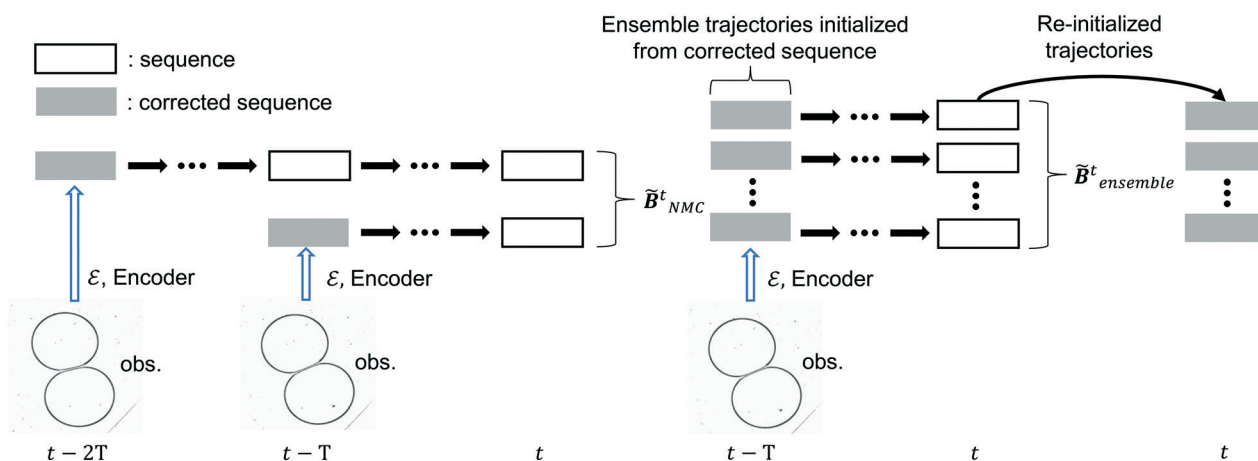 : sequence
: corrected sequence
ℰ, Encoder
ℰ, Encoder
obs.
obs.
t − 2T
t − T
t
B̃ᵗ_NMC
Ensemble trajectories initialized
from corrected sequence
Re-initialized
trajectories
B̃ᵗ_ensemble
ℰ, Encoder
obs.
t − T
t
t